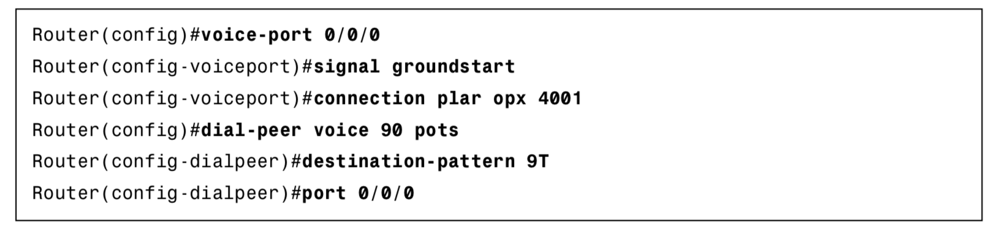 Router(config)#voice-port 0/0/0
Router(config-voiceport)#signal groundstart
Router(config-voiceport)#connection plar opx 4001
Router(config)#dial-peer voice 90 pots
Router(config-dialpeer)#destination-pattern 9T
Router(config-dialpeer)#port 0/0/0